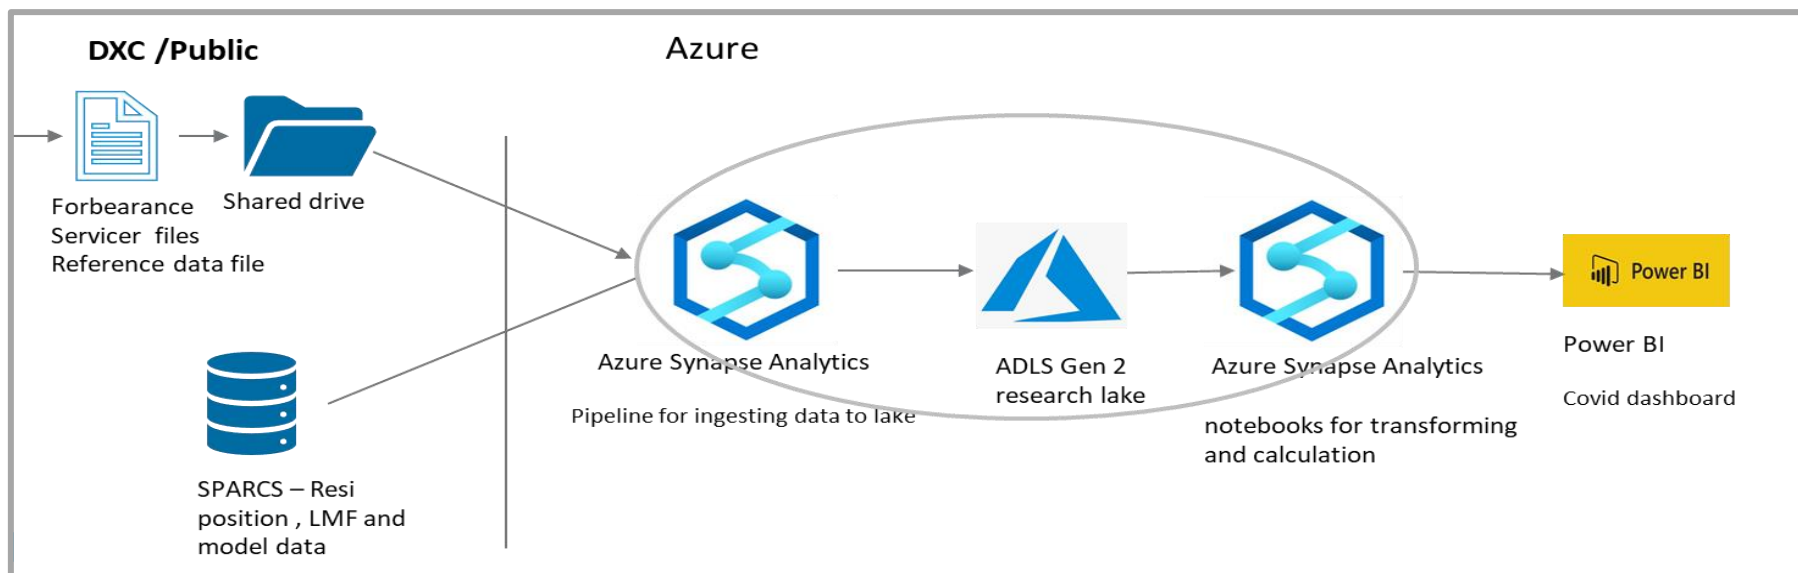 DXC /Public
Azure
Forbearance
Servicer files
Reference data file
Shared drive
SPARCS – Resi
position , LMF and
model data
Azure Synapse Analytics
Pipeline for ingesting data to lake
ADLS Gen 2
research lake
Azure Synapse Analytics
notebooks for transforming
and calculation
Power BI
Power BI
Covid dashboard